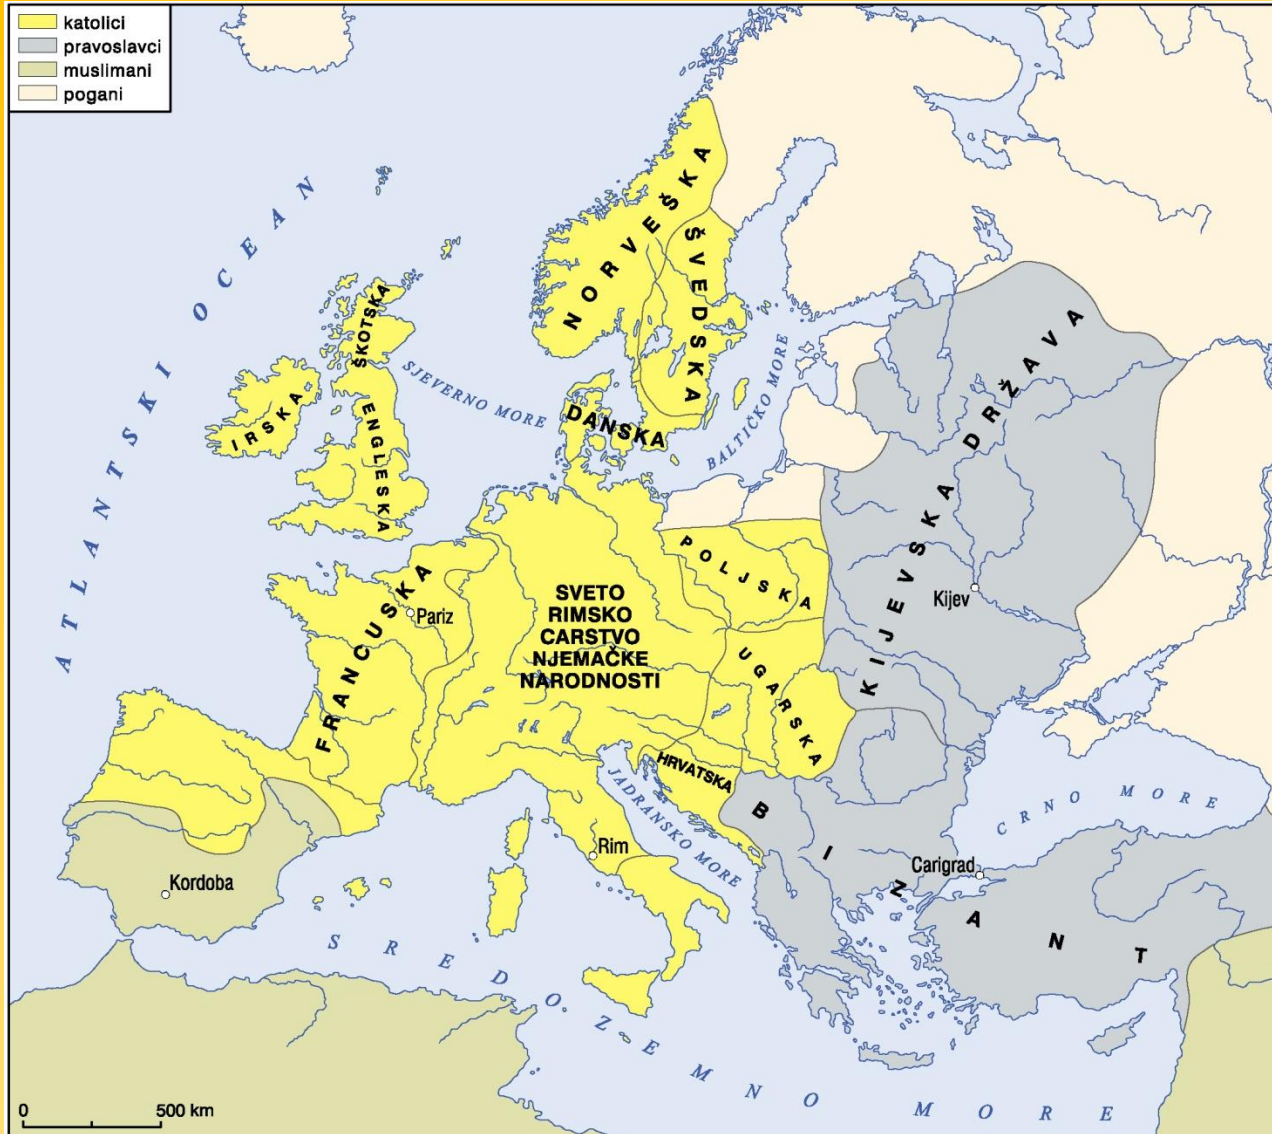 katolici
pravoslavci
muslimani
pogani
ATLANTSKI OCEAN
NORVEŠKA
ŠVEDSKA
ŠKOTSKA
SJEVERNO MORE
IRSKA
ENGLESKA
DANSKA
BALTIČKO MORE
KIJEVSKA DRŽAVA
POLJSKA
Kijev
FRANCUSKA
Pariz
SVETO
RIMSKO
CARSTVO
NJEMAČKE
NARODNOSTI
UGARSKA
HRVATSKA
JADRANSKO MORE
CRNO MORE
BIZANT
Rim
Carigrad
Kordoba
SREDOZEMNO MORE
0 500 km